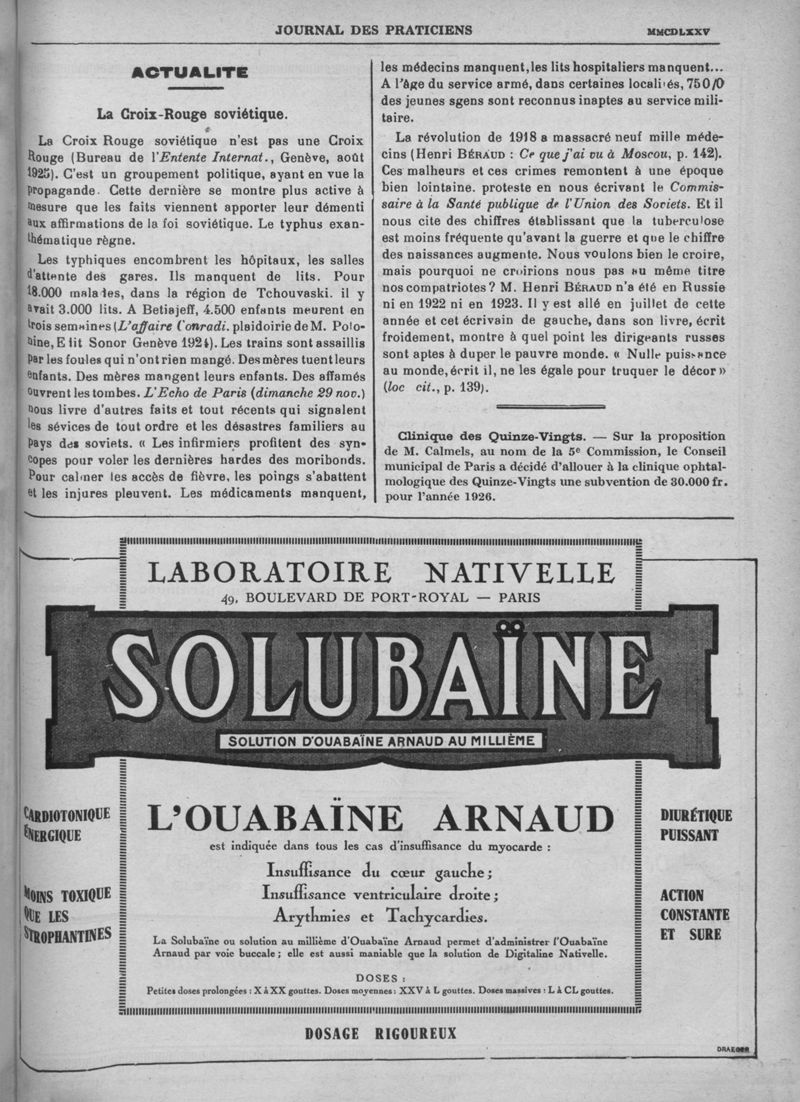 JOURNAL DES PRATICIENS
MMCDLXXV
ACTUALITE
La Croix-Rouge soviétique.
La Croix Rouge soviétique n'est pas une Croix
Rouge (Bureau de l'Entente Internat., Genève, août
1925). C'est un groupement politique, ayant en vue la
propagande. Cette dernière se montre plus active à
mesure que les faits viennent apporter leur démenti
aux affirmations de la foi soviétique. Le typhus exan-
thématique règne.
Les typhiques encombrent les hôpitaux, les salles
d'attente des gares. Ils manquent de lits. Pour
18.000 malades, dans la région de Tchouvaski. il y
avait 3.000 lits. A Betiajeff, 4.500 enfants meurent en
trois semaines (L'affaire Conradi. plaidoirie de M. Polo-
nine, Edit Sonor Genève 1924). Les trains sont assaillis
par les foules qui n'ont rien mangé. Des mères tuent leurs
enfants. Des mères mangent leurs enfants. Des affamés
ouvrent les tombes. L'Echo de Paris (dimanche 29 nov.)
nous livre d'autres faits et tout récents qui signalent
les sévices de tout ordre et les désastres familiers au
pays des soviets. « Les infirmiers profitent des syn-
copes pour voler les dernières hardes des moribonds.
Pour calmer les accès de fièvre, les poings s'abattent
et les injures pleuvent. Les médicaments manquent,
les médecins manquent, les lits hospitaliers manquent...
A l'âge du service armé, dans certaines localités, 75 0/0
des jeunes sgens sont reconnus inaptes au service mili-
taire.
La révolution de 1918 a massacré neuf mille méde-
cins (Henri BÉRAUD : Ce que j'ai vu à Moscou, p. 142).
Ces malheurs et ces crimes remontent à une époque
bien lointaine. proteste en nous écrivant le Commis-
saire à la Santé publique de l'Union des Soviets. Et il
nous cite des chiffres établissant que la tuberculose
est moins fréquente qu'avant la guerre et que le chiffre
des naissances augmente. Nous voulons bien le croire,
mais pourquoi ne croirions nous pas au même titre
nos compatriotes ? M. Henri BÉRAUD n'a été en Russie
ni en 1922 ni en 1923. Il y est allé en juillet de cette
année et cet écrivain de gauche, dans son livre, écrit
froidement, montre à quel point les dirigeants russes
sont aptes à duper le pauvre monde. « Nulle puissance
au monde, écrit il, ne les égale pour truquer le décor »
(loc cit., p. 139).
Clinique des Quinze-Vingts. — Sur la proposition
de M. Calmels, au nom de la 5e Commission, le Conseil
municipal de Paris a décidé d'allouer à la clinique ophtal-
mologique des Quinze-Vingts une subvention de 30.000 fr.
pour l'année 1926.
LABORATOIRE NATIVELLE
49, BOULEVARD DE PORT-ROYAL — PARIS
SOLUBAÏNE
SOLUTION D'OUABAÏNE ARNAUD AU MILLIÈME
CARDIOTONIQUE
ÉNERGIQUE
MOINS TOXIQUE
QUE LES
STROPHANTINES
L'OUABAÏNE ARNAUD
est indiquée dans tous les cas d'insuffisance du myocarde :
Insuffisance du cœur gauche ;
Insuffisance ventriculaire droite ;
Arythmies et Tachycardies.
La Solubaïne ou solution au millième d'Ouabaïne Arnaud permet d'administrer l'Ouabaïne
Arnaud par voie buccale ; elle est aussi maniable que la solution de Digitaline Nativelle.
DOSES :
Petites doses prolongées : X à XX gouttes. Doses moyennes : XXV à L gouttes. Doses massives : L à CL gouttes.
DIURÉTIQUE
PUISSANT
ACTION
CONSTANTE
ET SURE
DOSAGE RIGOUREUX
DRAEGER